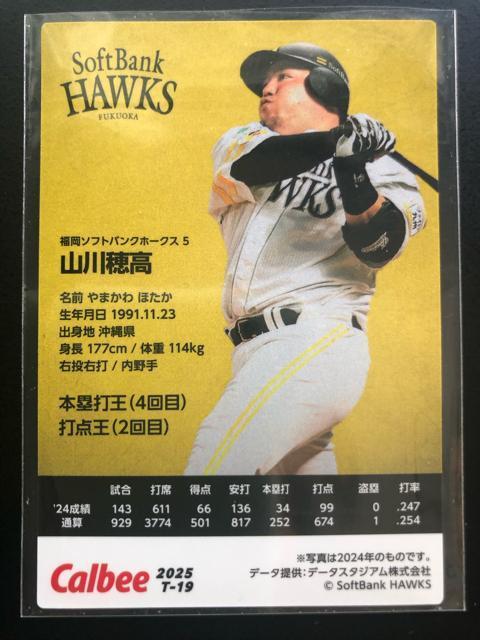 SoftBank
HAWKS
FUKUOKA
SoftBank
HAWKS
福岡ソフトバンクホークス 5
山川穂高
名前 やまかわ ほたか
生年月日 1991.11.23
出身地 沖縄県
身長 177cm / 体重 114kg
右投右打 / 内野手
本塁打王(4回目)
打点王(2回目)
試合 打席 得点 安打 本塁打 打点 盗塁 打率
'24成績 143 611 66 136 34 99 0 .247
通算 929 3774 501 817 252 674 1 .254
Calbee 2025
T-19
※写真は2024年のものです。
データ提供:データスタジアム株式会社
© SoftBank HAWKS